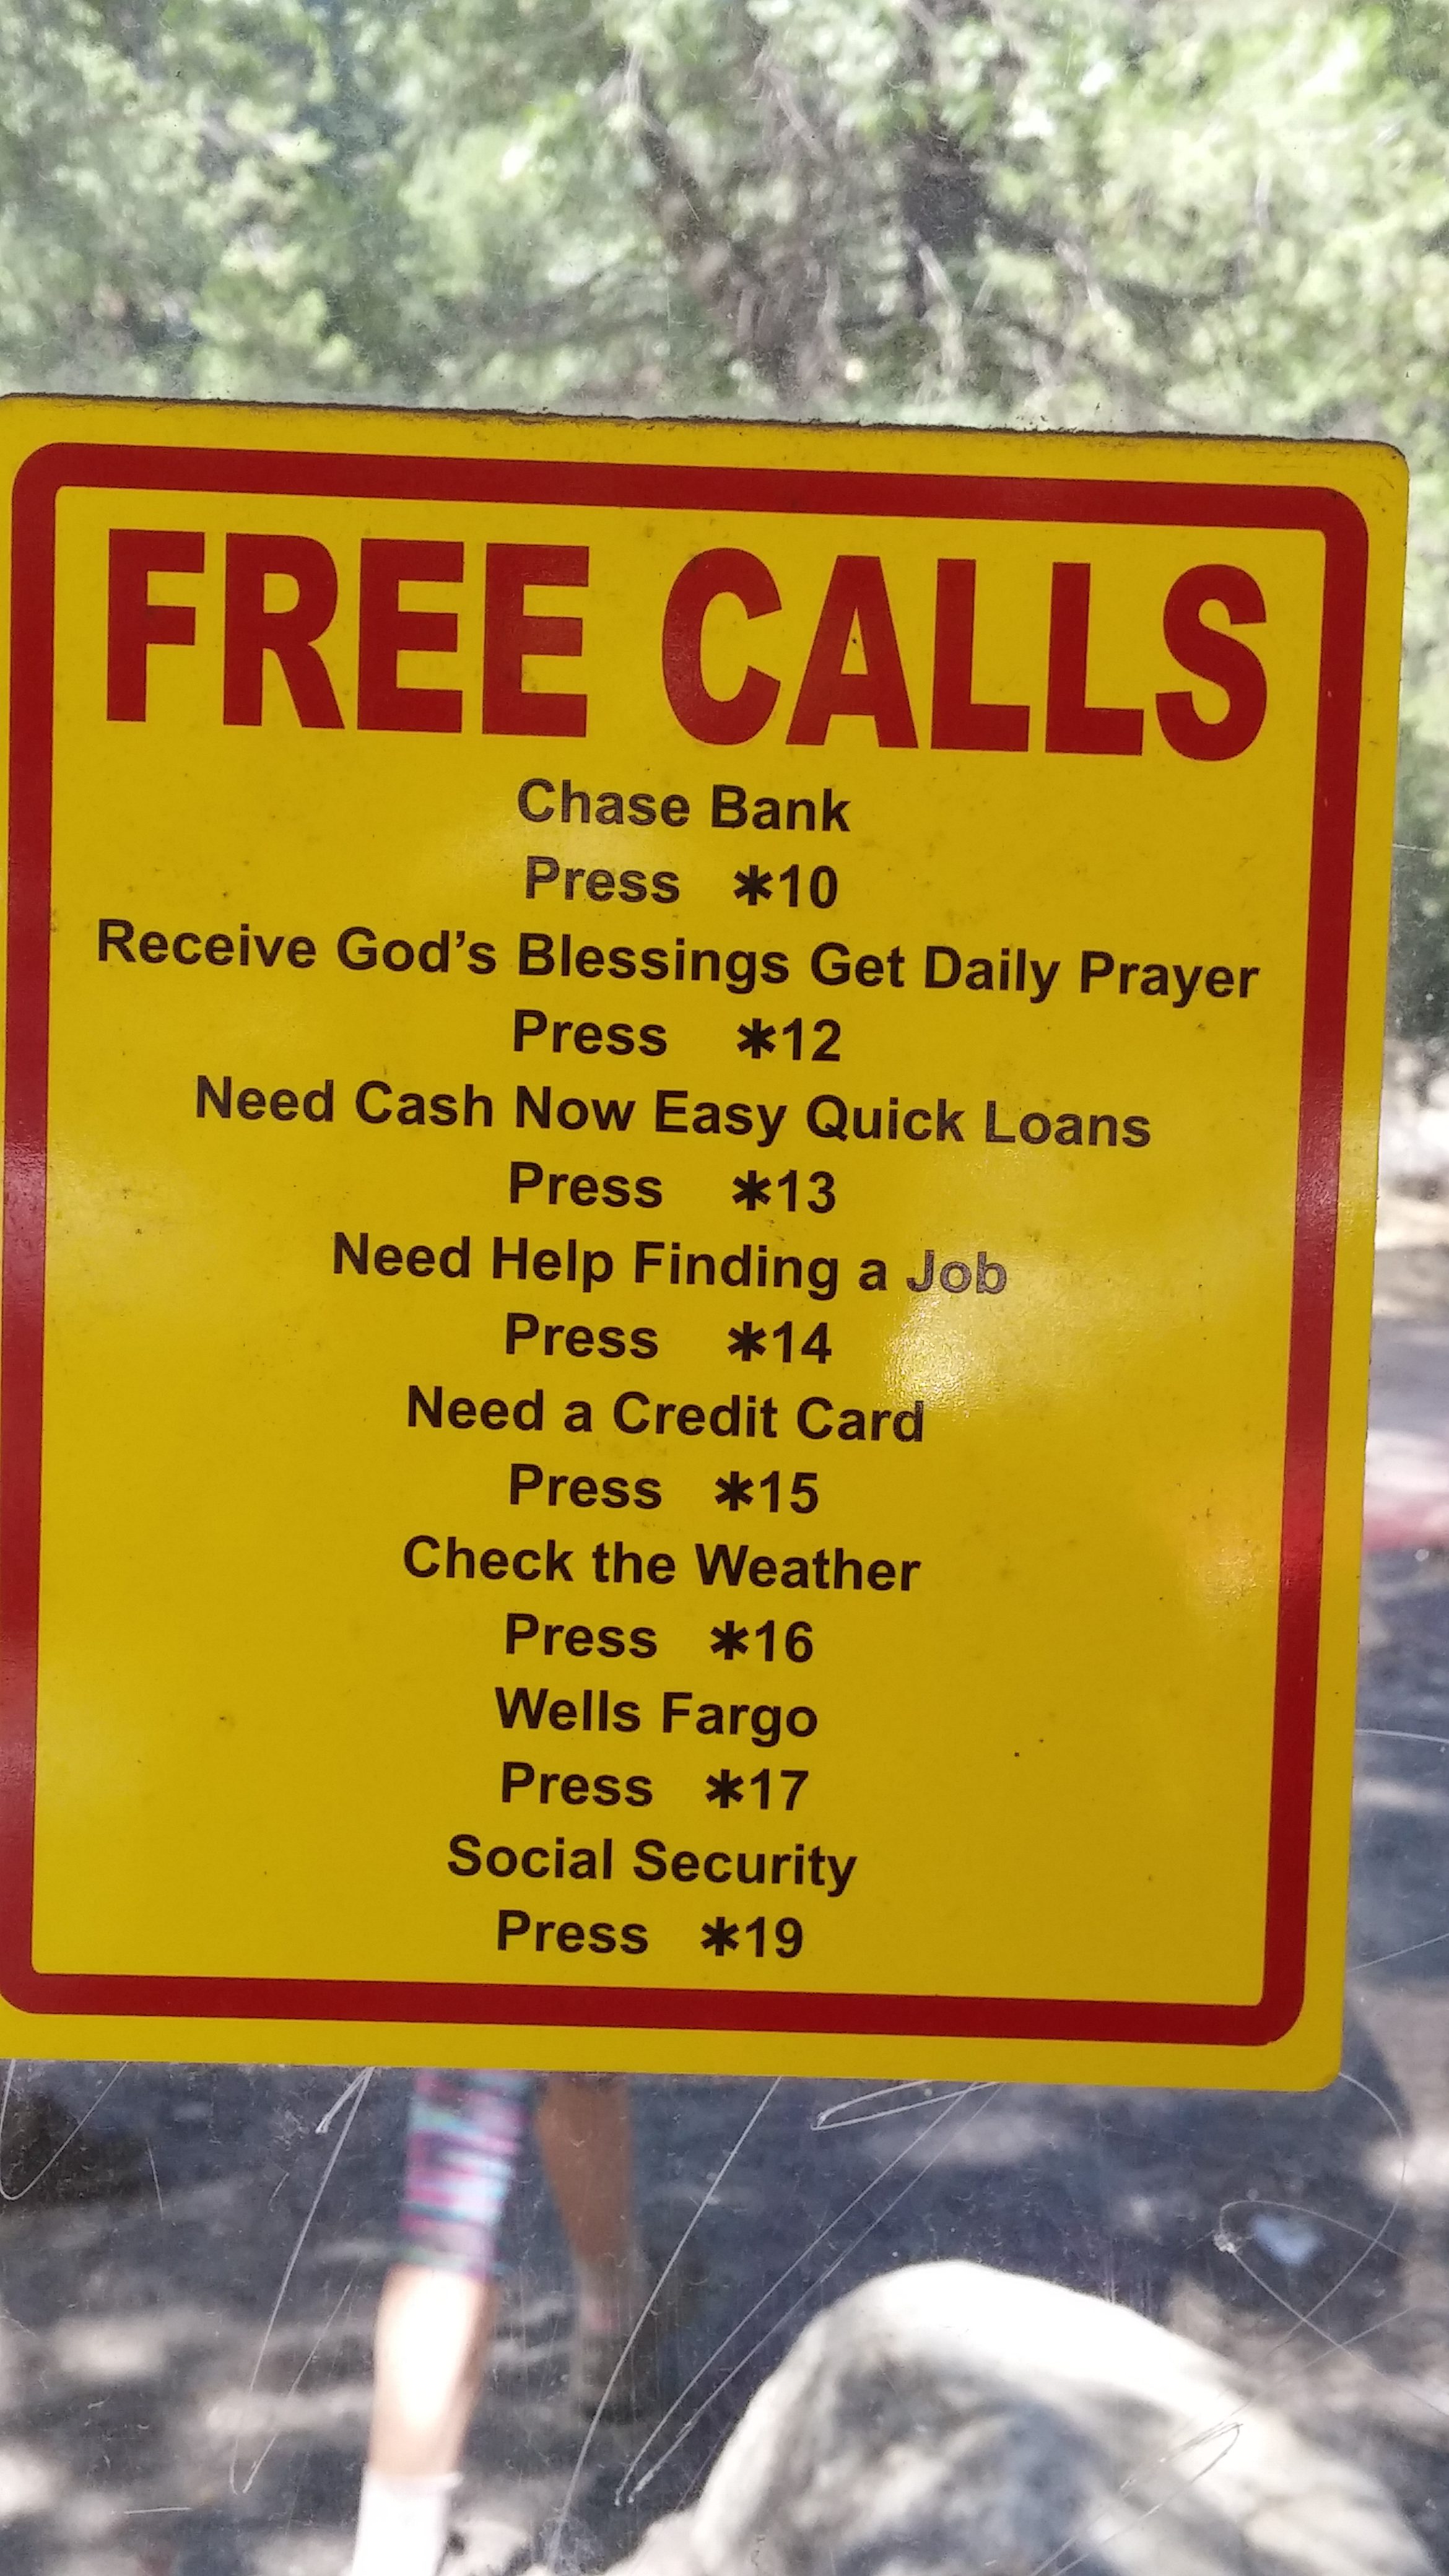 FREE CALLS
Chase Bank
Press ✱10
Receive God’s Blessings Get Daily Prayer
Press ✱12
Need Cash Now Easy Quick Loans
Press ✱13
Need Help Finding a Job
Press ✱14
Need a Credit Card
Press ✱15
Check the Weather
Press ✱16
Wells Fargo
Press ✱17
Social Security
Press ✱19